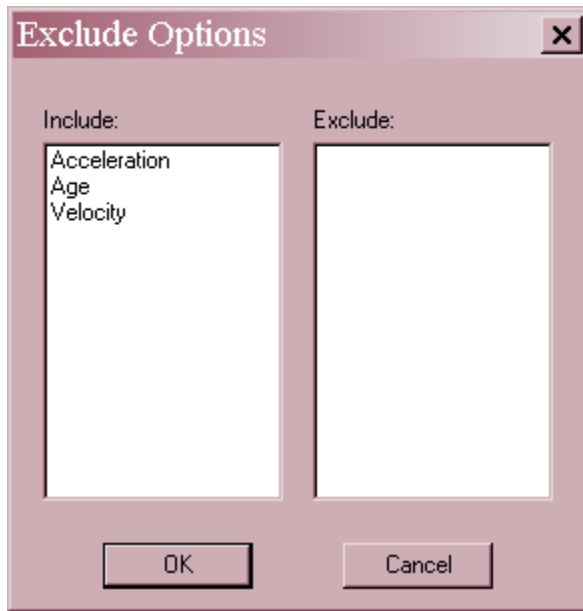 Exclude Options
Include:
Exclude:
Acceleration
Age
Velocity
OK
Cancel